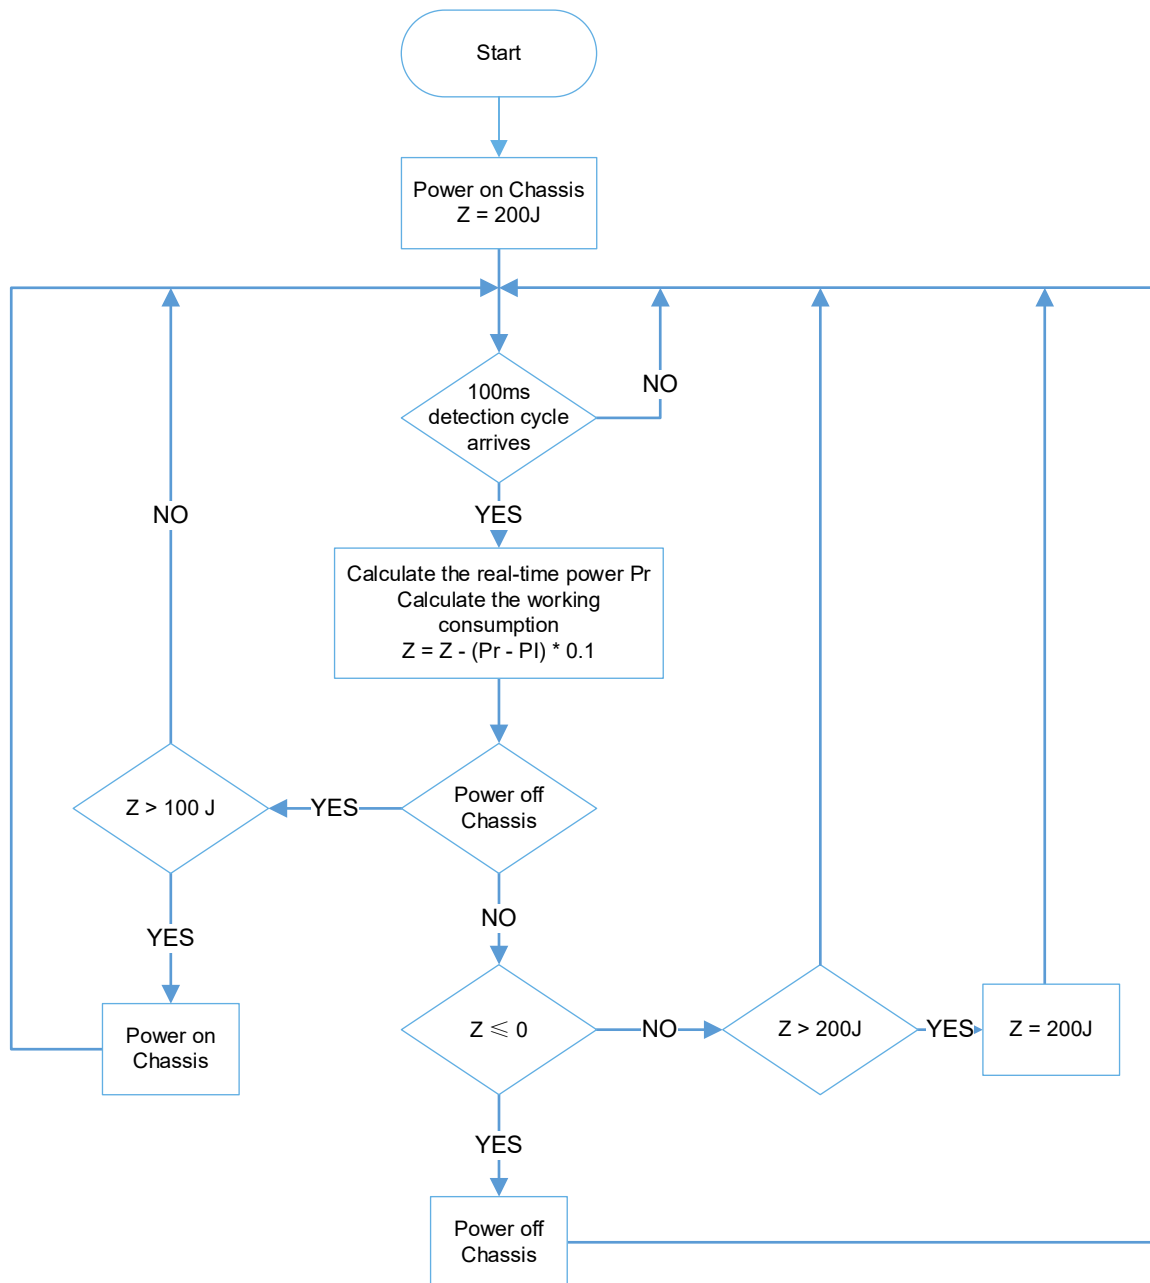 Start
Power on Chassis
Z = 200J
100ms
detection cycle
arrives
NO
YES
NO
Calculate the real-time power Pr
Calculate the working
consumption
Z = Z - (Pr - Pl) * 0.1
Z > 100 J
YES
Power off
Chassis
NO
YES
Power on
Chassis
Z ⩽ 0
NO
Z > 200J
YES
Z = 200J
YES
Power off
Chassis